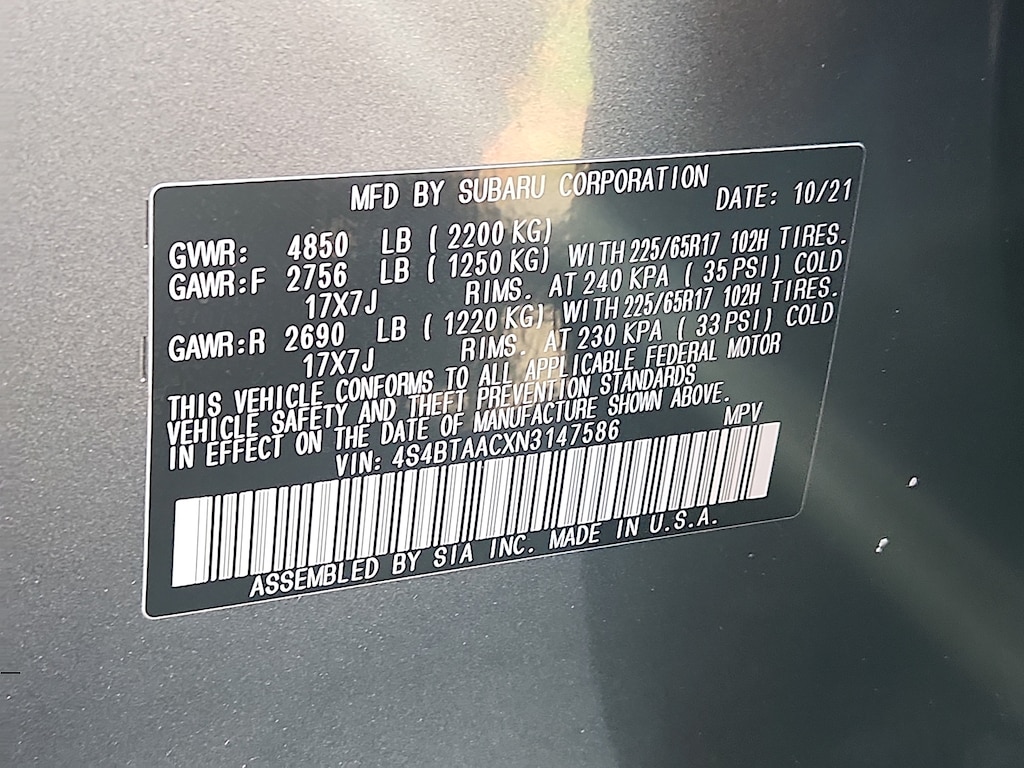 MFD BY SUBARU CORPORATION DATE: 10/21
GVWR: 4850 LB ( 2200 KG)
GAWR:F 2756 LB ( 1250 KG) WITH 225/65R17 102H TIRES.
17X7J RIMS. AT 240 KPA ( 35 PSI) COLD
GAWR:R 2690 LB ( 1220 KG) WITH 225/65R17 102H TIRES.
17X7J RIMS. AT 230 KPA ( 33 PSI) COLD
THIS VEHICLE CONFORMS TO ALL APPLICABLE FEDERAL MOTOR
VEHICLE SAFETY AND THEFT PREVENTION STANDARDS
IN EFFECT ON THE DATE OF MANUFACTURE SHOWN ABOVE.
VIN: 4S4BTAACXN3147586 MPV
ASSEMBLED BY SIA INC. MADE IN U.S.A.